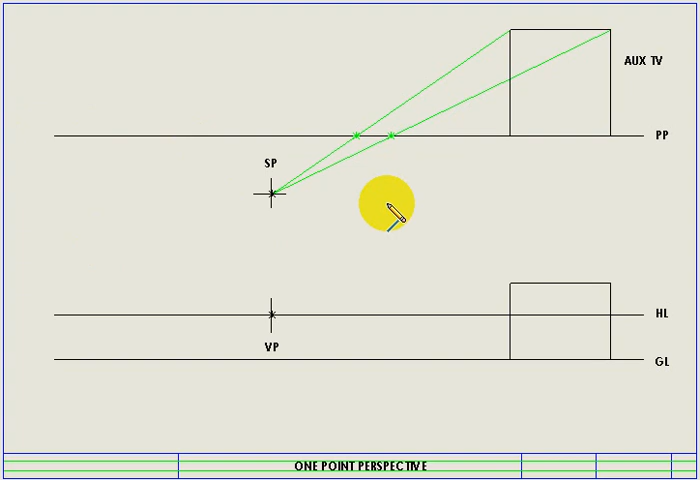 AUX TV
PP
SP
HL
VP
GL
ONE POINT PERSPECTIVE